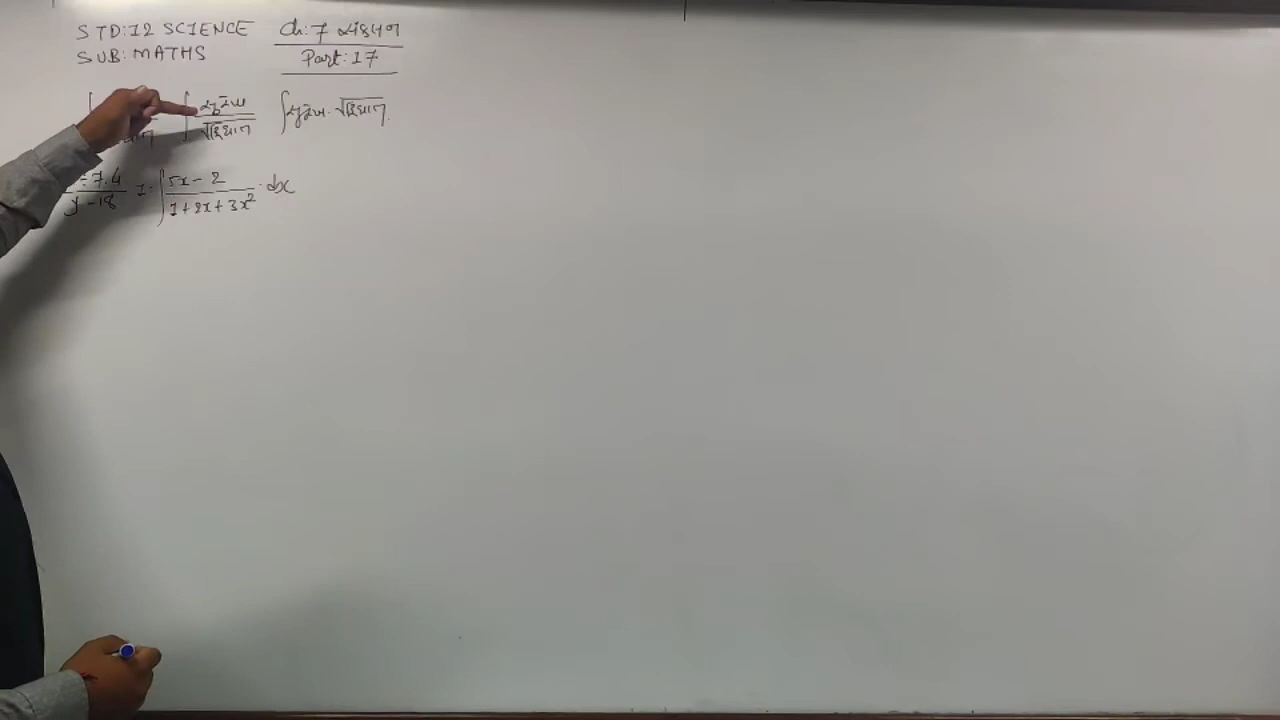 STD: 12 SCIENCE
SUB: MATHS
Ch: 7 સંકલન
Part: 17
∫ સુરેખ / √દ્વિઘાત ∫ સુરેખ · √દ્વિઘાત
7.4 / 18 I = ∫ 5x - 2 / 1 + 2x + 3x² · dx